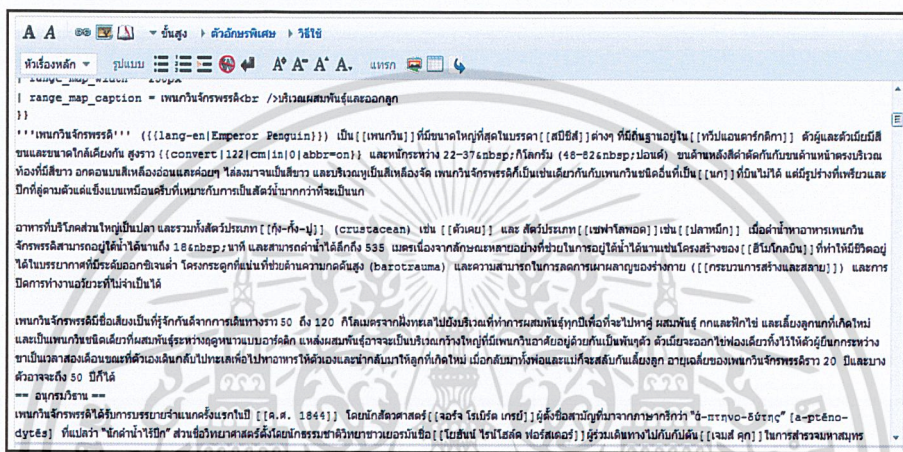 A A ขั้นสูง ตัวอักษรพิเศษ วิธีใช้
หัวเรื่องหลัก รูปแบบ แทรก
| range_map_width 250px
| range_map_caption = เพนกวินจักรพรรดิ<br />บริเวณผสมพันธุ์และออกลูก
}}
'''เพนกวินจักรพรรดิ''' ({{lang-en|Emperor Penguin}}) เป็น[[เพนกวิน]]ที่มีขนาดใหญ่ที่สุดในบรรดา[[สปีชีส์]]ต่างๆ ที่มีถิ่นฐานอยู่ใน[[ทวีปแอนตาร์กติกา]] ตัวผู้และตัวเมียมีสี
ขนและขนาดใกล้เคียงกัน สูงราว {{convert|122|cm|in|0|abbr=on}} และหนักระหว่าง 22-37&nbsp;กิโลกรัม (48-82&nbsp;ปอนด์) ขนด้านหลังสีดำตัดกับขนด้านหน้าตรงบริเวณ
ท้องที่มีสีขาว อกตอนบนสีเหลืองอ่อนและค่อยๆ ไล่ลงมาจนเป็นสีขาว และบริเวณหูเป็นสีเหลืองจัด เพนกวินจักรพรรดิก็เป็นเช่นเดียวกันกับเพนกวินชนิดอื่นที่เป็น[[นก]]ที่บินไม่ได้ แต่มีรูปร่างที่เพรียวและ
ปีกที่ลู่ตามตัวแต่แข็งแบนเหมือนครีบที่เหมาะกับการเป็นสัตว์น้ำมากกว่าที่จะเป็นนก
อาหารที่บริโภคส่วนใหญ่เป็นปลา และรวมทั้งสัตว์ประเภท[[กุ้ง-กั้ง-ปู]] (crustacean) เช่น [[ตัวเคย]] และ สัตว์ประเภท[[เซฟาโลพอด]]เช่น[[ปลาหมึก]] เมื่อดำน้ำหาอาหารเพนกวิน
จักรพรรดิสามารถอยู่ใต้น้ำได้นานถึง 18&nbsp;นาที และสามารถดำน้ำได้ลึกถึง 535 เมตรเนื่องจากลักษณะหลายอย่างที่ช่วยในการอยู่ใต้น้ำได้นานเช่นโครงสร้างของ[[ฮีโมโกลบิน]]ที่ทำให้มีชีวิตอยู่
ได้ในบรรยากาศที่มีระดับออกซิเจนต่ำ โครงกระดูกที่แน่นที่ช่วยต้านความกดดันสูง (barotrauma) และความสามารถในการลดการเผาผลาญของร่างกาย ([[กระบวนการสร้างและสลาย]]) และการ
ปิดการทำงานอวัยวะที่ไม่จำเป็นได้
เพนกวินจักรพรรดิมีชื่อเสียงเป็นที่รู้จักกันดีจากการเดินทางราว 50 ถึง 120 กิโลเมตรจากฝั่งทะเลไปยังบริเวณที่ทำการผสมพันธุ์ทุกปีเพื่อที่จะไปหาคู่ ผสมพันธุ์ กกและฟักไข่ และเลี้ยงลูกนกที่เกิดใหม่
และเป็นเพนกวินชนิดเดียวที่ผสมพันธุ์ระหว่างฤดูหนาวแบบอาร์คติก แหล่งผสมพันธุ์อาจจะเป็นบริเวณกว้างใหญ่ที่มีเพนกวินอาศัยอยู่ด้วยกันเป็นพันๆตัว ตัวเมียจะออกไข่ฟองเดียวทิ้งไว้ให้ตัวผู้ยืนกกระหว่าง
ขาเป็นเวลาสองเดือนขณะที่ตัวเองเดินกลับไปทะเลเพื่อไปหาอาหารให้ตัวเองและนำกลับมาให้ลูกที่เกิดใหม่ เมื่อกลับมาทั้งพ่อและแม่ก็จะสลับกันเลี้ยงลูก อายุเฉลี่ยของเพนกวินจักรพรรดิราว 20 ปีและบาง
ตัวอาจจะถึง 50 ปีก็ได้
== อนุกรมวิธาน ==
เพนกวินจักรพรรดิได้รับการบรรยายจำแนกครั้งแรกในปี [[ค.ศ. 1844]] โดยนักสัตวศาสตร์[[จอร์จ โรเบิร์ต เกรย์]]ผู้ตั้งชื่อสามัญที่มาจากภาษากรีกว่า "ἀ-πτηνο-δύτης" [a-ptēno-
dytēs] ที่แปลว่า "นักดำน้ำไร้ปีก" ส่วนชื่อวิทยาศาสตร์ตั้งโดยนักธรรมชาติวิทยาชาวเยอรมันชื่อ[[โยฮันน์ ไรน์โฮลด์ ฟอร์สเตอร์]]ผู้ร่วมเดินทางไปกับกัปตัน[[เจมส์ คุก]]ในการสำรวจมหาสมุทร